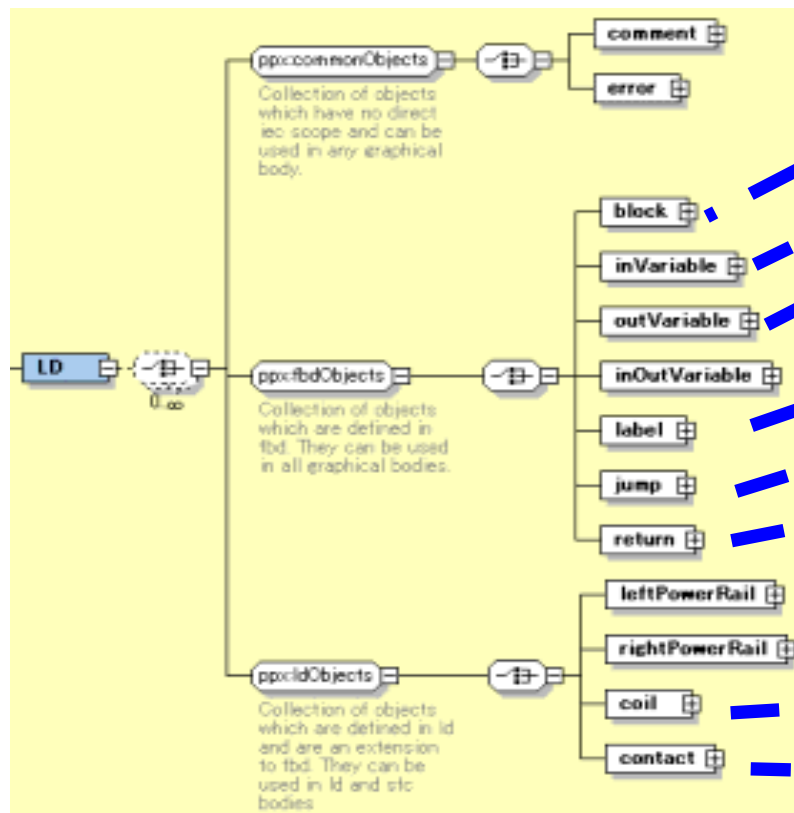 comment
ppx:commonObjects
error
Collection of objects
which have no direct
iec scope and can be
used in any graphical
body.
block
inVariable
outVariable
LD
ppx:fbdObjects
inOutVariable
0..∞
Collection of objects
which are defined in
fbd. They can be used
in all graphical bodies.
label
jump
return
leftPowerRail
rightPowerRail
ppx:ldObjects
coil
Collection of objects
which are defined in ld
and are an extension
to fbd. They can be
used in ld and sfc
bodies
contact